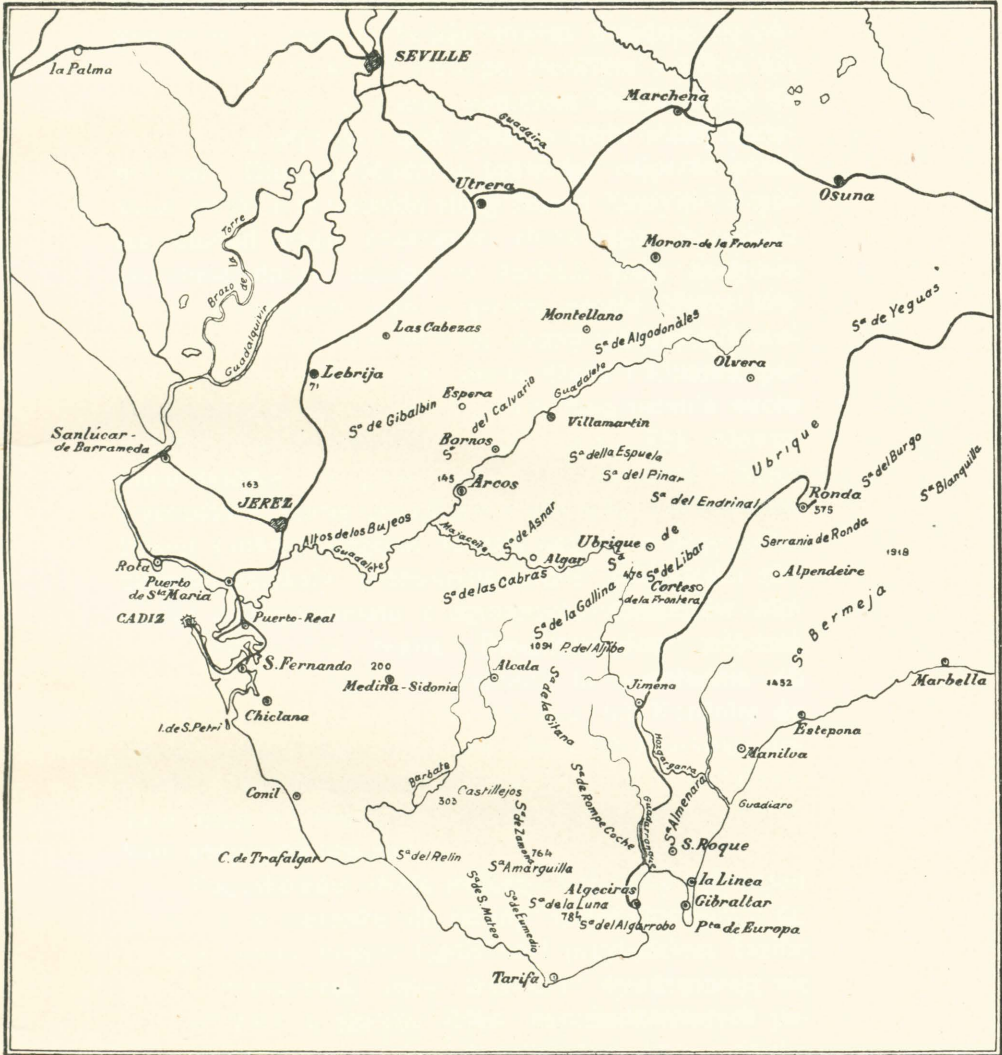 SEVILLE
la Palma
Marchena
Guadaira
Utrera
Osuna
Moron-de la Frontera
Brazo de la Torre
Guadalquivir
Sª de Yeguas
Montellano
Las Cabezas
Sª de Algodonàles
Olvera
Lebrija
71
Guadalete
Espera
Sª de Gibalbin
Sª del Calvario
Villamartin
Sanlúcar-
de Barrameda
Bornos
Sª della Espuela
Ubrique
Sª del Burgo
Sª Blanquilla
Sª del Pinar
163
145
Arcos
Sª del Endrinal
Ronda
575
JEREZ
Altos de los Bujeos
Guadaléte
Majaceite
Sª de Asnar
Algar
Ubrique
Sª de
Serrania de Ronda
1918
Rota
Puerto
de Sta Maria
Sª de las Cabras
476
Sª de Libar
Alpendeire
Cortes
-de la Frontera
Sª de la Gallina
CADIZ
Puerto-Real
1091
P. del Aljibe
Sª Bermeja
S. Fernando
200
Medina-Sidonia
Alcala
1452
Marbella
Jimena
Chiclana
I. de S. Petri
Sª de la Gitana
Estepona
Manilva
Hozgarganta
Barbate
Conil
303
Castillejos
Sª de Rompe Coche
Guadiaro
Sª de Zamona
Guadarranque
Sª Almenara
764
S. Roque
C. de Trafalgar
Sª del Retin
Sª Amarguilla
Algeciras
la Linea
Sª de S. Mateo
Sª de Eumedio
Sª de la Luna
784
Gibraltar
Sª del Algarrobo
Pta de Europa
Tarifa